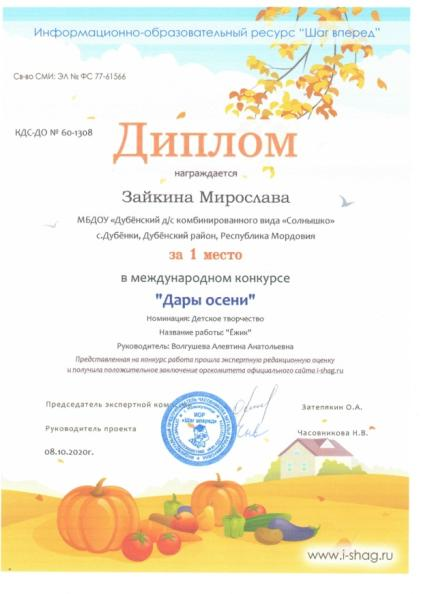 Информационно-образовательный ресурс "Шаг вперед"
Св-во СМИ: ЭЛ № ФС 77-61566
КДС-ДО № 60-1308
Диплом
награждается
Зайкина Мирослава
МБДОУ «Дубёнский д/с комбинированного вида «Солнышко»
с.Дубёнки, Дубёнский район, Республика Мордовия
за 1 место
в международном конкурсе
"Дары осени"
Номинация: Детское творчество
Название работы: "Ёжик"
Руководитель: Волгушева Алевтина Анатольевна
Представленная на конкурс работа прошла экспертную редакционную оценку
и получила положительное заключение оргкомитета официального сайта i-shag.ru
Председатель экспертной Затепякин О.А.
ИОР
«Шаг вперед»
Руководитель проекта Часовникова Н.В.
08.10.2020г.
www.i-shag.ru